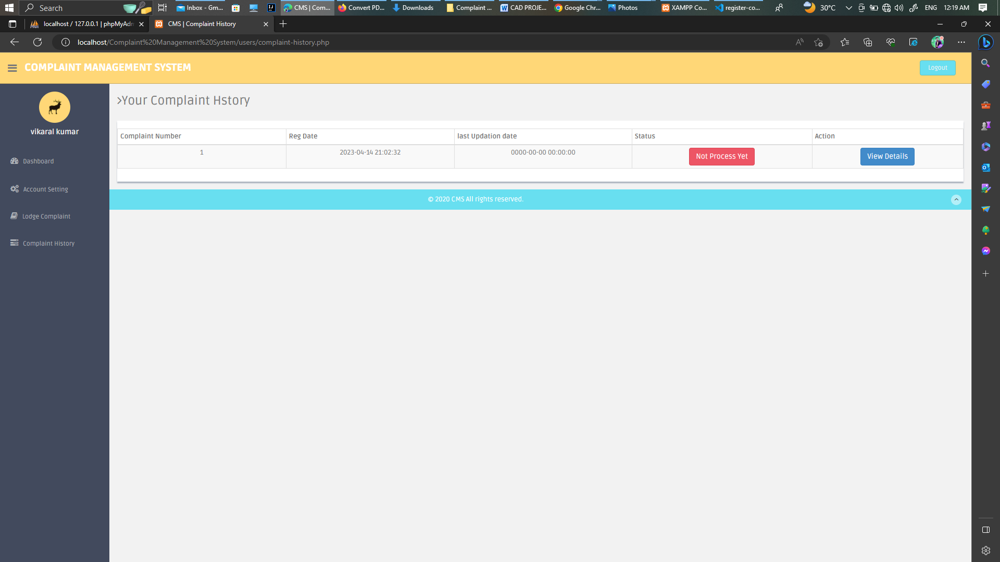 Search
Inbox - Gm...
CMS | Com...
Convert PD...
Downloads
Complaint ...
CAD PROJE...
Google Chr...
Photos
XAMPP Co...
register-co...
30°C
ENG
12:19 AM
localhost / 127.0.0.1 | phpMyAdm
CMS | Complaint History
localhost/Complaint%20Management%20System/users/complaint-history.php
COMPLAINT MANAGEMENT SYSTEM
Logout
vikaral kumar
Dashboard
Account Setting
Lodge Complaint
Complaint History
>Your Complaint Hstory
Complaint Number Reg Date last Updation date Status Action
1 2023-04-14 21:02:32 0000-00-00 00:00:00 Not Process Yet View Details
© 2020 CMS All rights reserved.